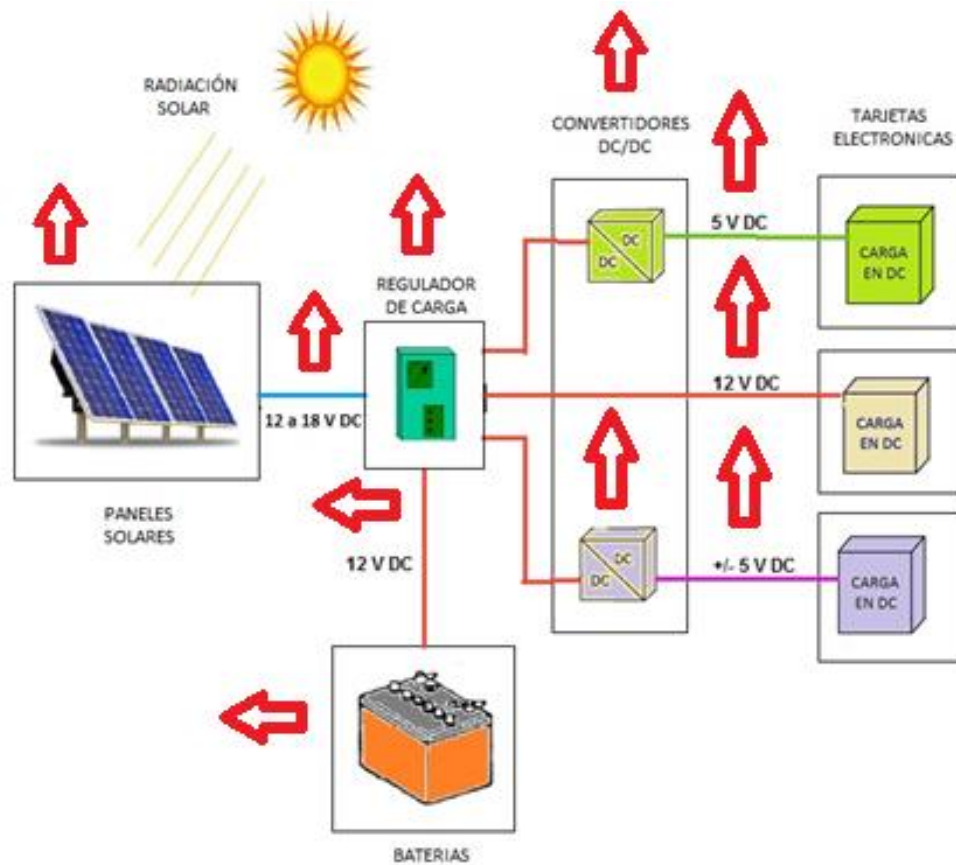 RADIACIÓN
SOLAR
CONVERTIDORES
DC/DC
TARJETAS
ELECTRONICAS
5 V DC
DC
DC
CARGA
EN DC
REGULADOR
DE CARGA
12 a 18 V DC
12 V DC
CARGA
EN DC
PANELES
SOLARES
12 V DC
DC
DC
+/- 5 V DC
CARGA
EN DC
BATERIAS